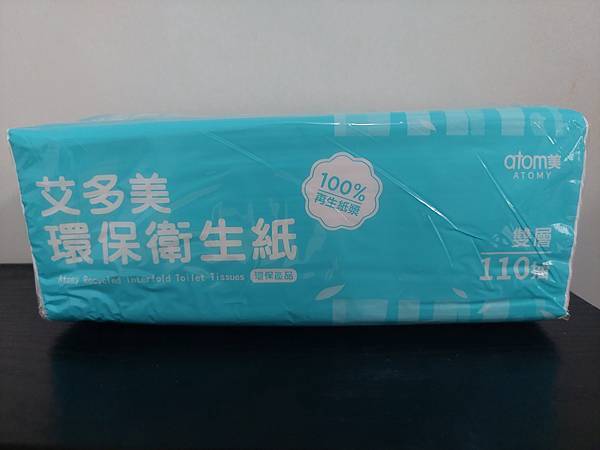 艾多美
環保衛生紙
Atomy Recycled Interfold Toilet Tissues
環保產品
100%
再生紙漿
atom美
ATOMY
雙層
110